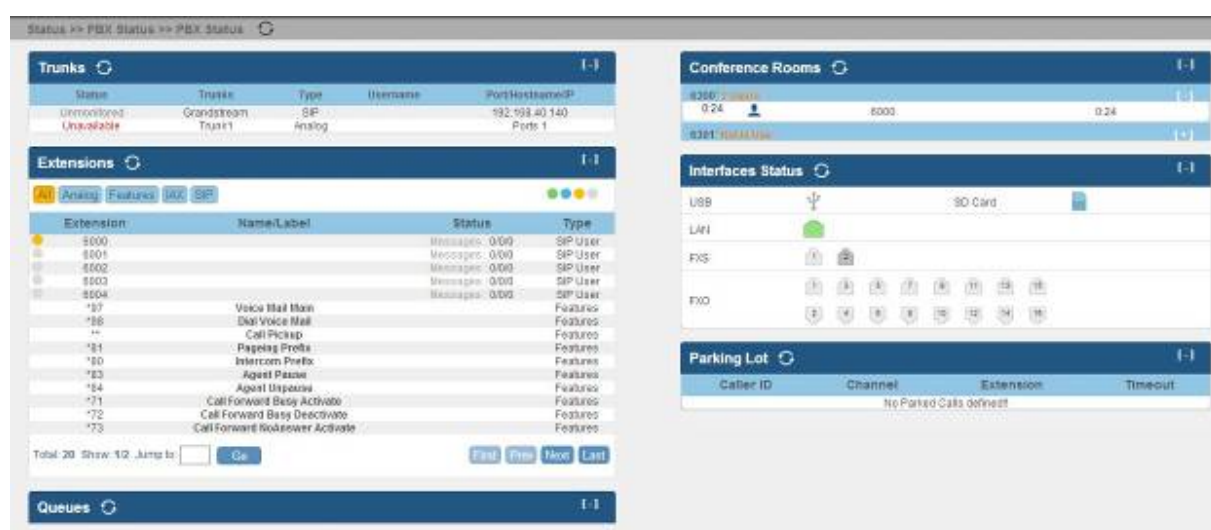 Status >> PBX Status >> PBX Status
Trunks [-]
Status Trunks Type Username Port/Hostname/IP
Unmonitored Grandstream SIP 192.168.40.140
Unavailable Trunk1 Analog Ports 1
Extensions [-]
All Analog Features IAX SIP
Extension Name/Label Status Type
6000 Messages: 0/0/0 SIP User
6001 Messages: 0/0/0 SIP User
6002 Messages: 0/0/0 SIP User
6003 Messages: 0/0/0 SIP User
6004 Messages: 0/0/0 SIP User
*97 Voice Mail Main Features
*98 Dial Voice Mail Features
** Call Pickup Features
*81 Pageing Prefix Features
*80 Intercom Prefix Features
*83 Agent Pause Features
*84 Agent Unpause Features
*71 Call Forward Busy Activate Features
*72 Call Forward Busy Deactivate Features
*73 Call Forward NoAnswer Activate Features
Total: 20 Show: 1/2 Jump to: Go First Prev Next Last
Queues [-]
Conference Rooms [-]
6300: [-]
0:24 6000 0:24
6301: Not In Use [+]
Interfaces Status [-]
USB SD Card
LAN
FXS 1 2
FXO 1 3 5 7 9 11 13 15
2 4 6 8 10 12 14 16
Parking Lot [-]
Caller ID Channel Extension Timeout
No Parked Calls defined!!